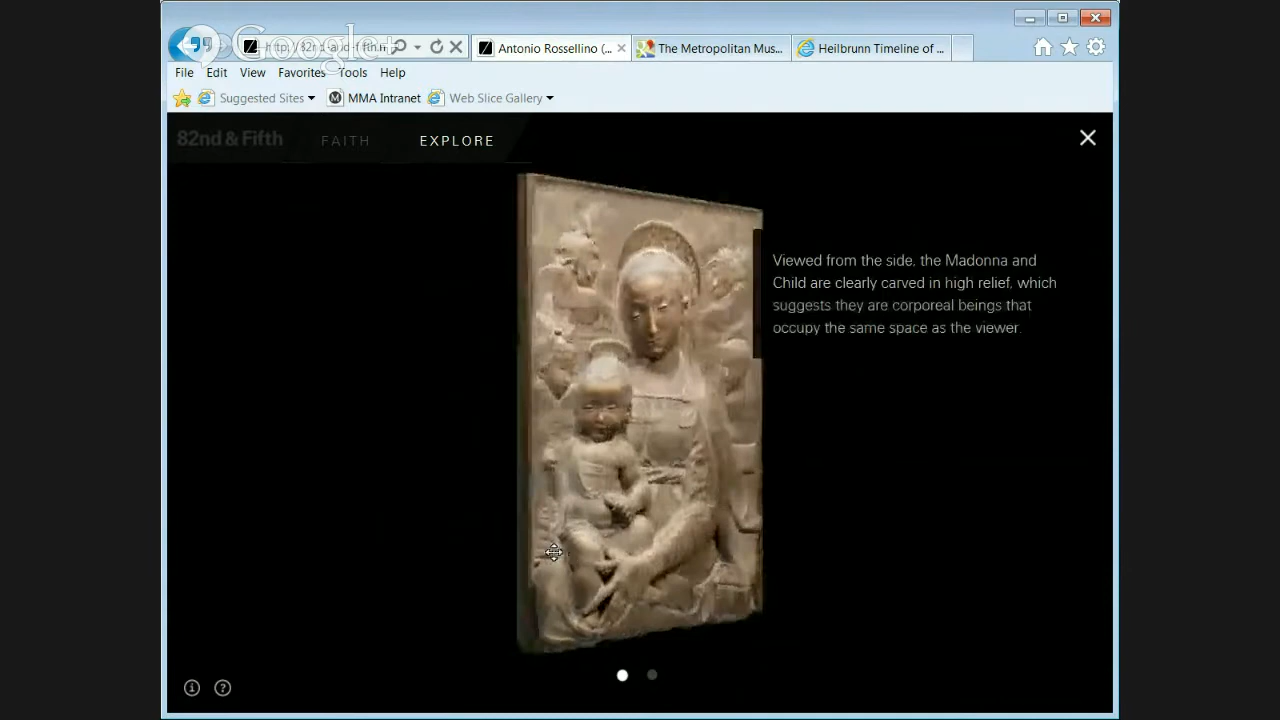 Google+
Antonio Rossellino (...
The Metropolitan Mus...
Heilbrunn Timeline of ...
File Edit View Favorites Tools Help
Suggested Sites MMA Intranet Web Slice Gallery
82nd & Fifth FAITH EXPLORE
Viewed from the side, the Madonna and
Child are clearly carved in high relief, which
suggests they are corporeal beings that
occupy the same space as the viewer.